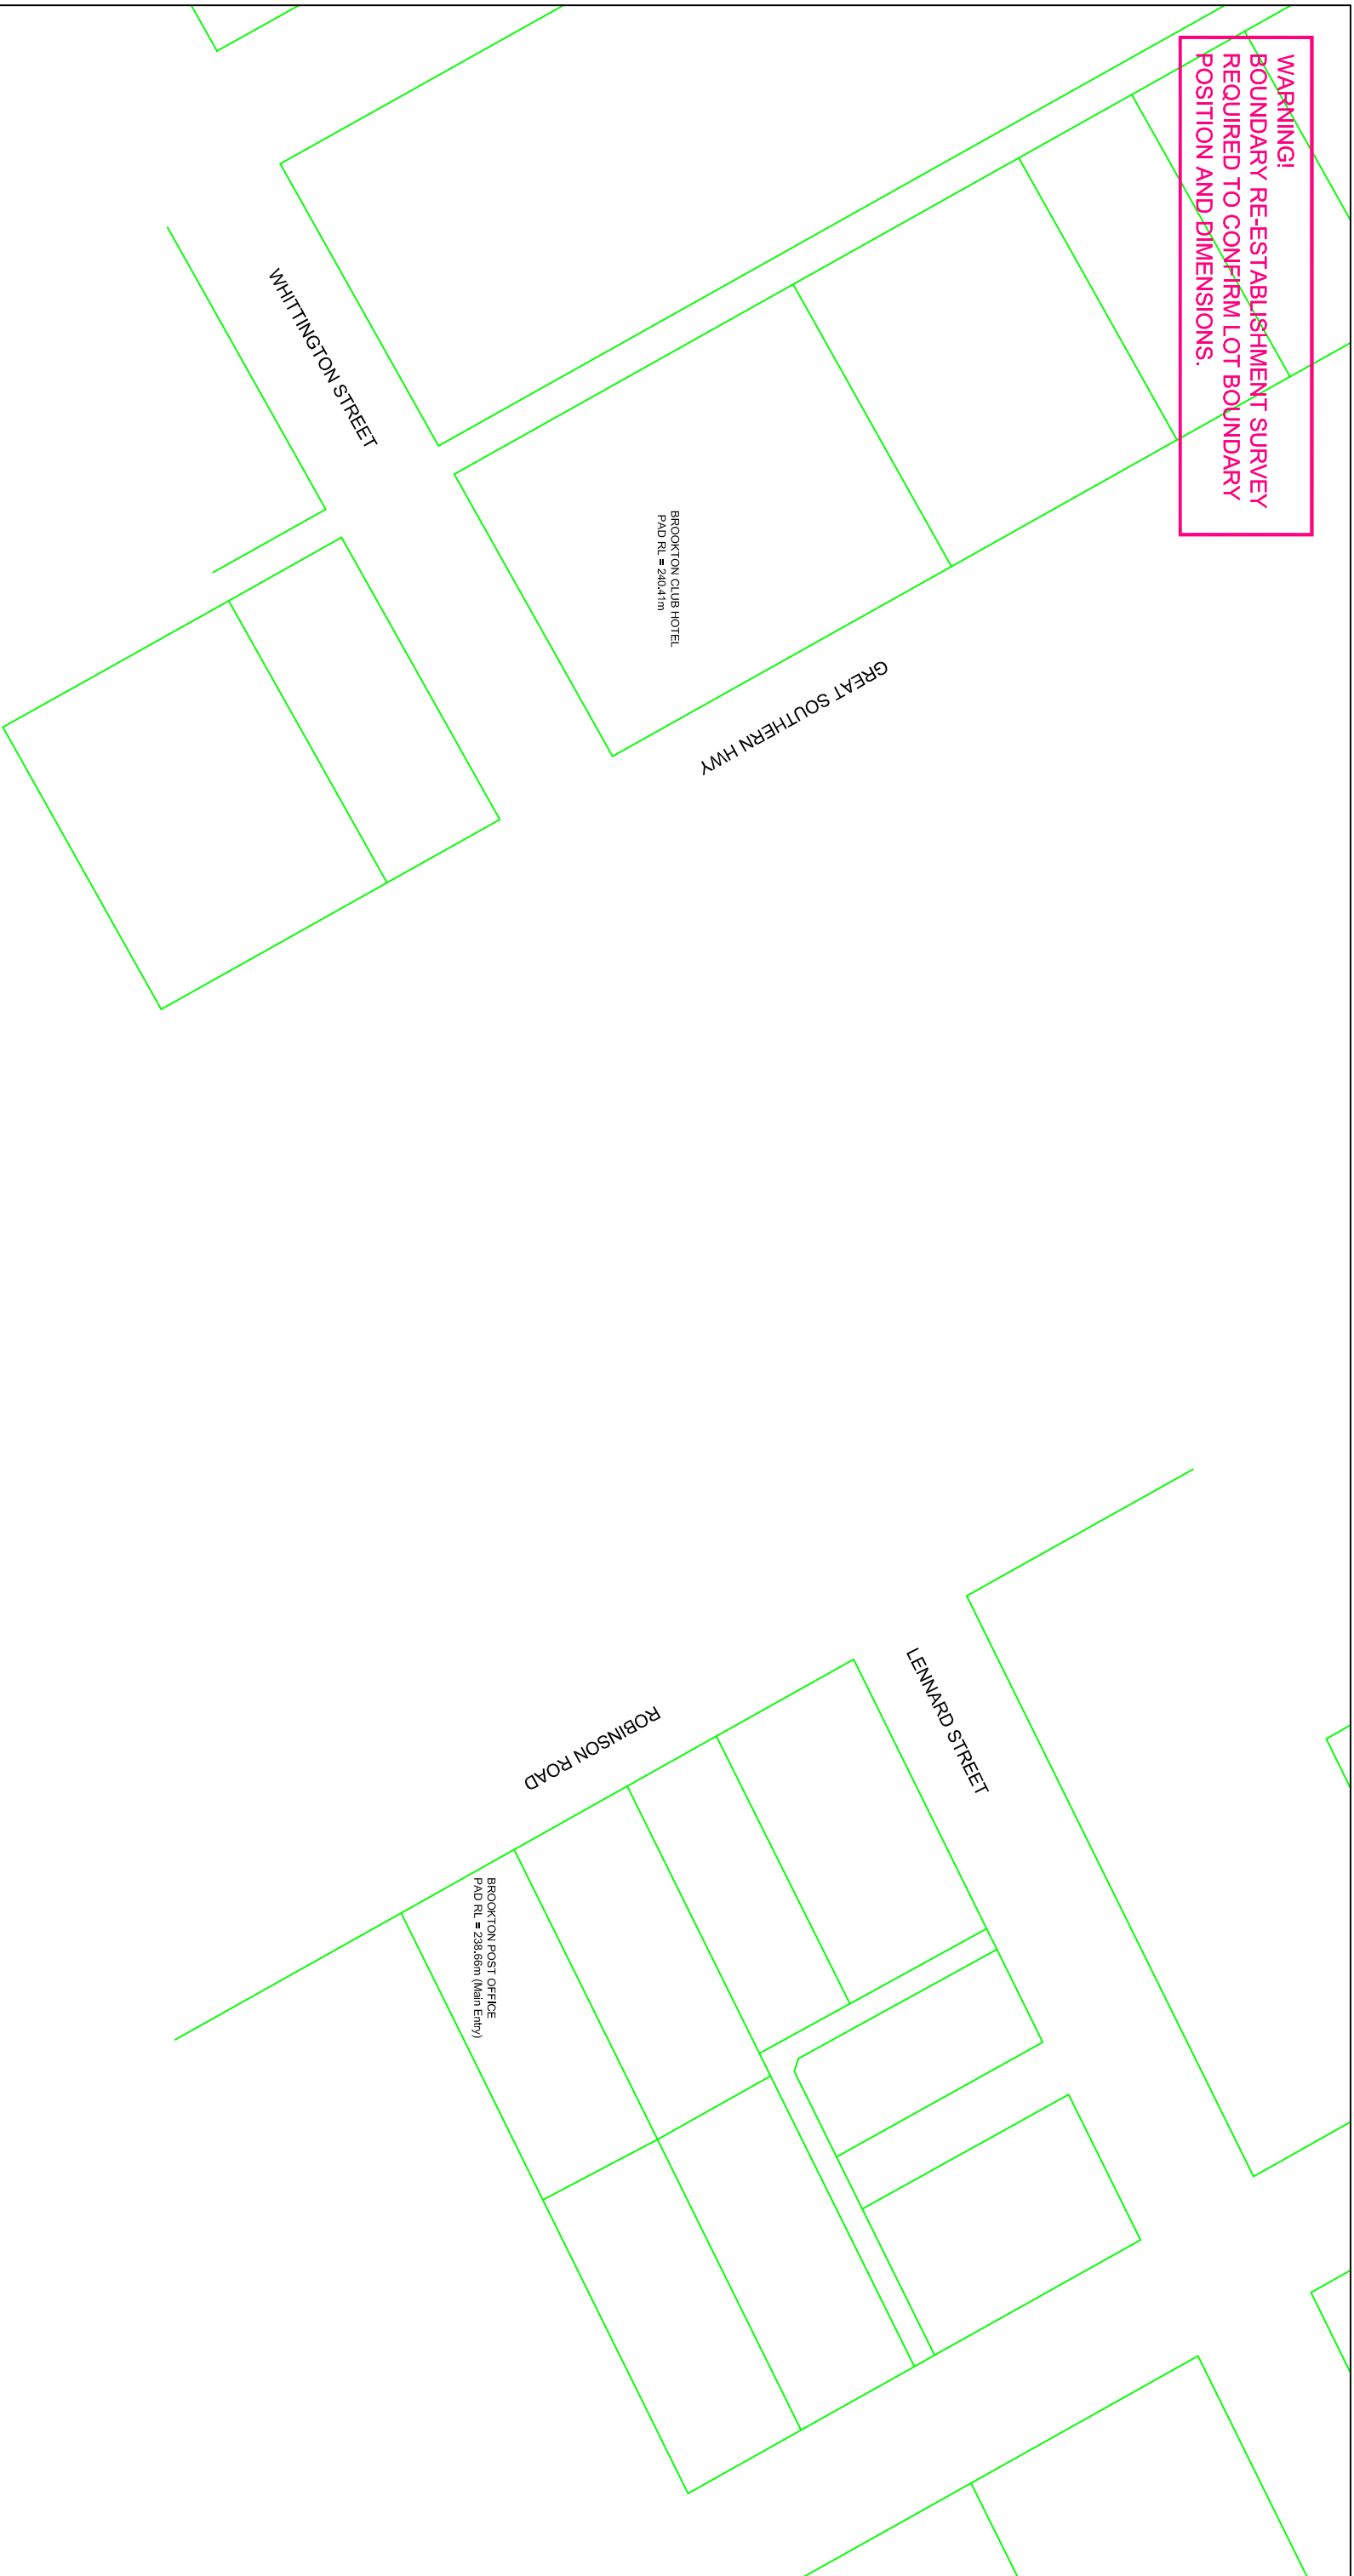 WARNING!
BOUNDARY RE-ESTABLISHMENT SURVEY
REQUIRED TO CONFIRM LOT BOUNDARY
POSITION AND DIMENSIONS.
WHITTINGTON STREET
BROOKTON CLUB HOTEL
PAD RL = 240.41m
GREAT SOUTHERN HWY
LENNARD STREET
ROBINSON ROAD
BROOKTON POST OFFICE
PAD RL = 238.66m (Main Entry)